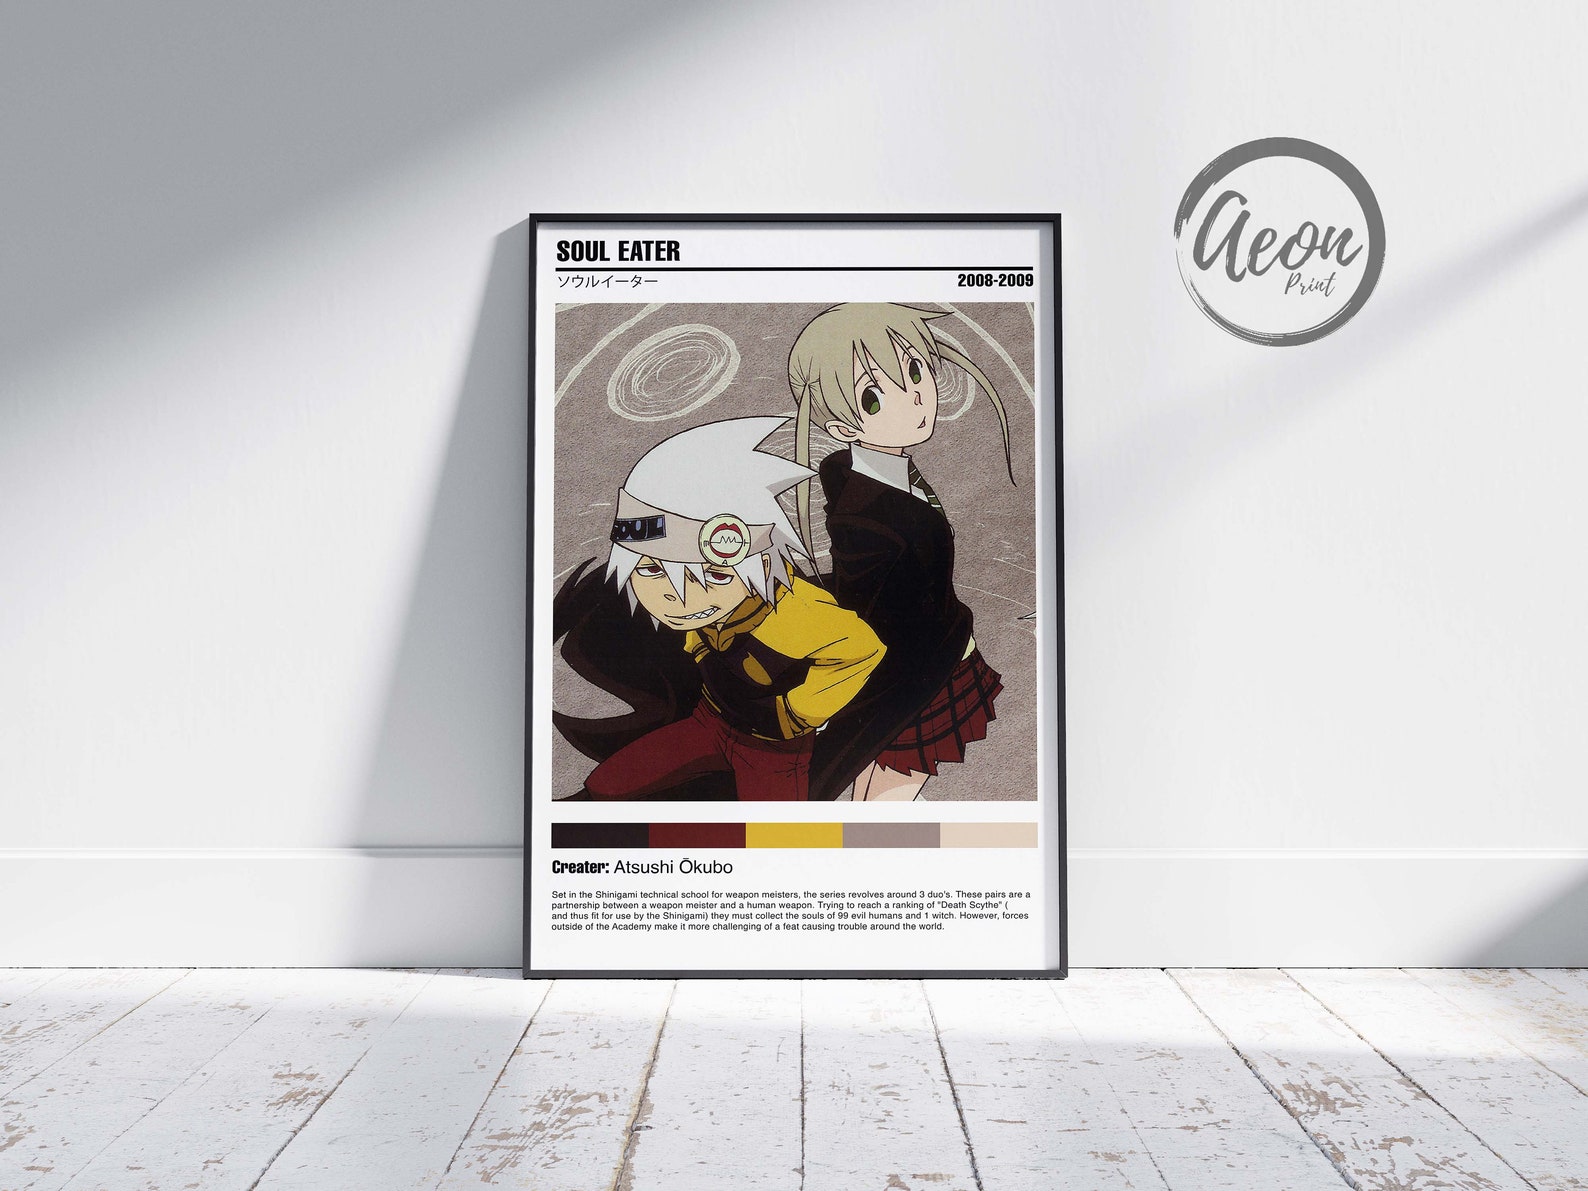 SOUL EATER
ソウルイーター
2008-2009
Aeon
Print
SOUL
Creater: Atsushi Ōkubo
Set in the Shinigami technical school for weapon meisters, the series revolves around 3 duo's. These pairs are a
partnership between a weapon meister and a human weapon. Trying to reach a ranking of "Death Scythe" (
and thus fit for use by the Shinigami) they must collect the souls of 99 evil humans and 1 witch. However, forces
outside of the Academy make it more challenging of a feat causing trouble around the world.